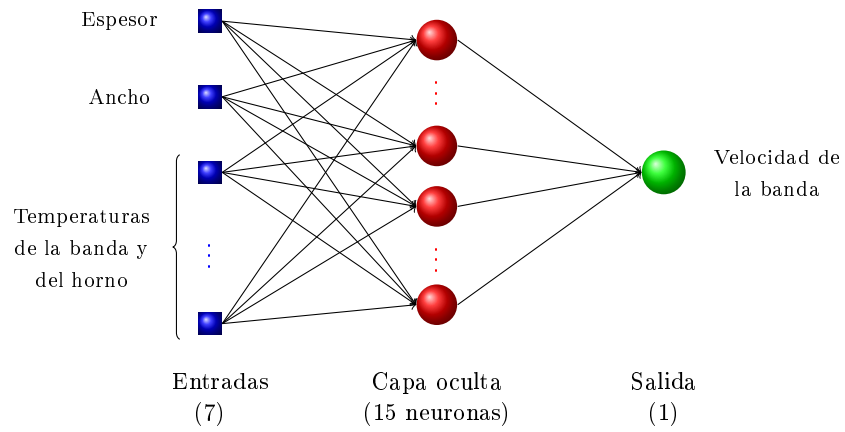 Espesor
Ancho
Temperaturas
de la banda y
del horno
Velocidad de
la banda
Entradas
(7)
Capa oculta
(15 neuronas)
Salida
(1)